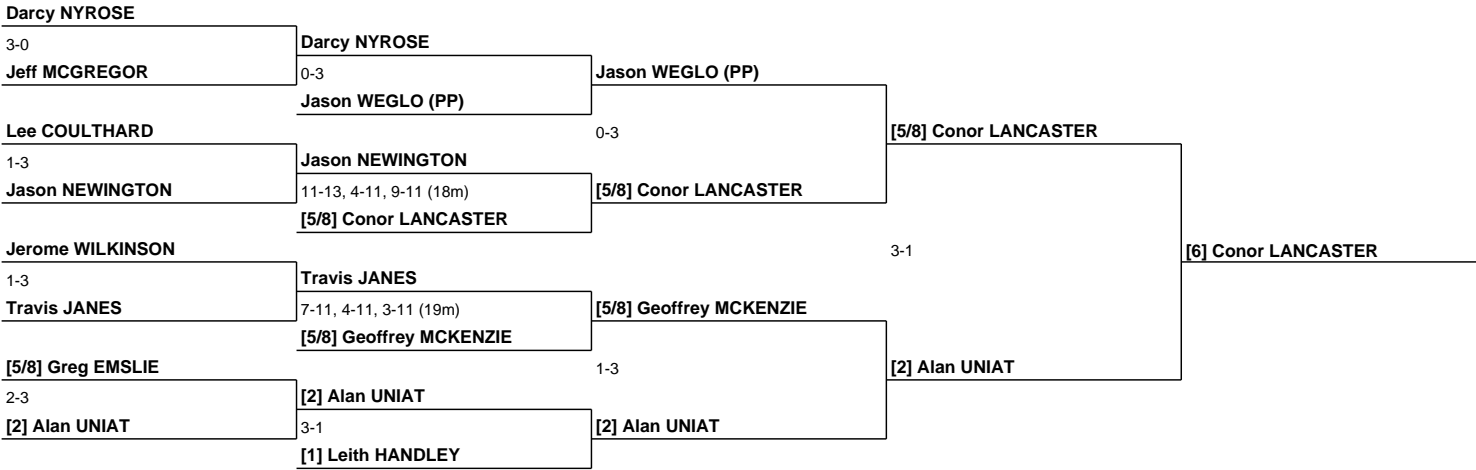 Darcy NYROSE
3-0
Darcy NYROSE
Jeff MCGREGOR
0-3
Jason WEGLO (PP)
Jason WEGLO (PP)
Lee COULTHARD
0-3
[5/8] Conor LANCASTER
1-3
Jason NEWINGTON
Jason NEWINGTON
11-13, 4-11, 9-11 (18m)
[5/8] Conor LANCASTER
[5/8] Conor LANCASTER
Jerome WILKINSON
3-1
[6] Conor LANCASTER
1-3
Travis JANES
Travis JANES
7-11, 4-11, 3-11 (19m)
[5/8] Geoffrey MCKENZIE
[5/8] Geoffrey MCKENZIE
[5/8] Greg EMSLIE
1-3
[2] Alan UNIAT
2-3
[2] Alan UNIAT
[2] Alan UNIAT
3-1
[2] Alan UNIAT
[1] Leith HANDLEY